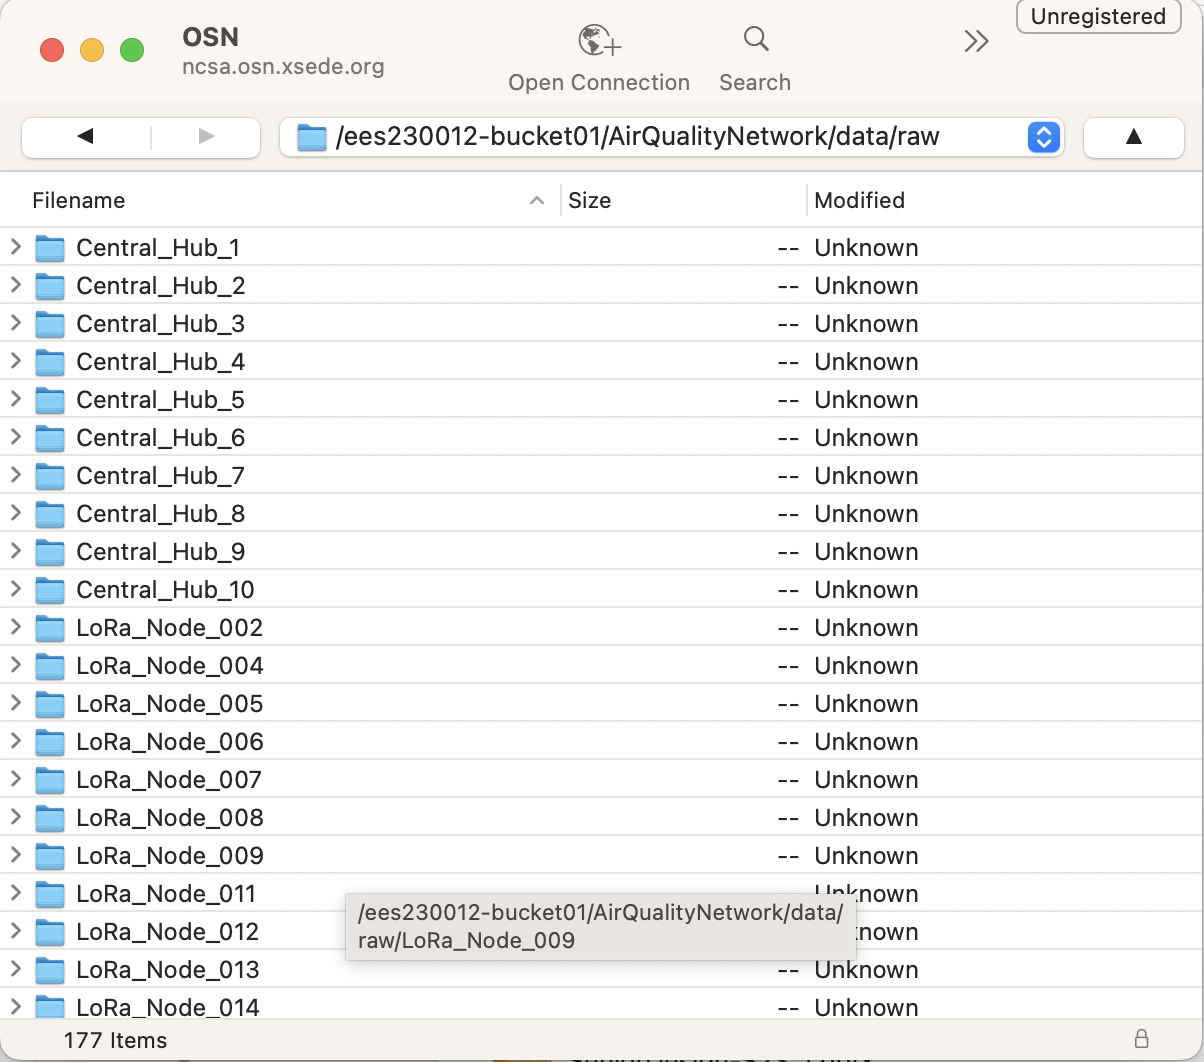 OSN
ncsa.osn.xsede.org
Open Connection
Search
Unregistered
/ees230012-bucket01/AirQualityNetwork/data/raw
Filename Size Modified
Central_Hub_1 -- Unknown
Central_Hub_2 -- Unknown
Central_Hub_3 -- Unknown
Central_Hub_4 -- Unknown
Central_Hub_5 -- Unknown
Central_Hub_6 -- Unknown
Central_Hub_7 -- Unknown
Central_Hub_8 -- Unknown
Central_Hub_9 -- Unknown
Central_Hub_10 -- Unknown
LoRa_Node_002 -- Unknown
LoRa_Node_004 -- Unknown
LoRa_Node_005 -- Unknown
LoRa_Node_006 -- Unknown
LoRa_Node_007 -- Unknown
LoRa_Node_008 -- Unknown
LoRa_Node_009 -- Unknown
LoRa_Node_011 Unknown
/ees230012-bucket01/AirQualityNetwork/data/
raw/LoRa_Node_009
LoRa_Node_012
LoRa_Node_013 -- Unknown
LoRa_Node_014 -- Unknown
177 Items